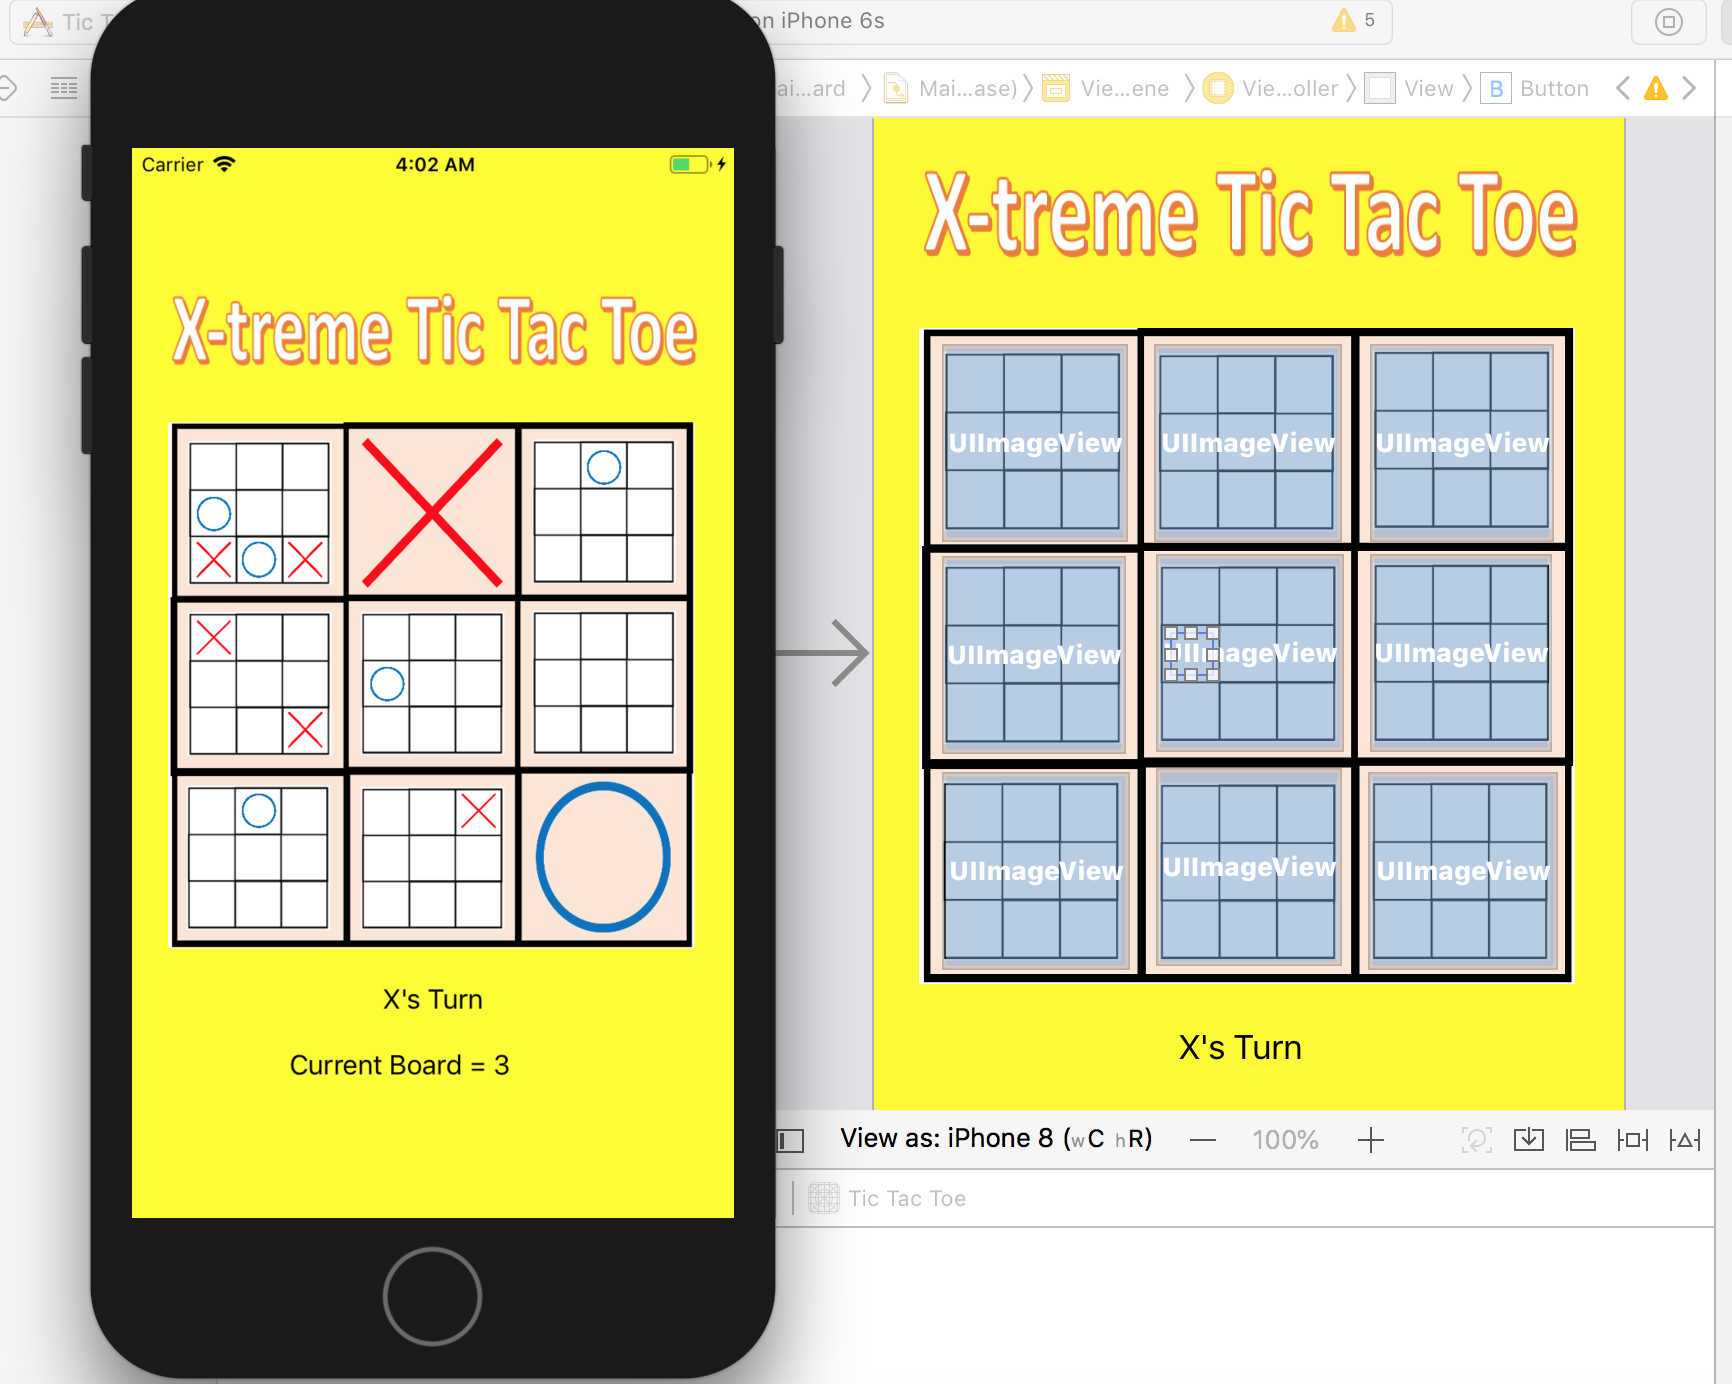 Tic T
on iPhone 6s
5
ai...ard
Mai...ase)
Vie...ene
Vie...oller
View
B
Button
Carrier
4:02 AM
X-treme Tic Tac Toe
X's Turn
Current Board = 3
X-treme Tic Tac Toe
UIImageView
UIImageView
UIImageView
UIImageView
UIImageView
UIImageView
UIImageView
UIImageView
UIImageView
X's Turn
View as: iPhone 8 (wC hR)
100%
Tic Tac Toe